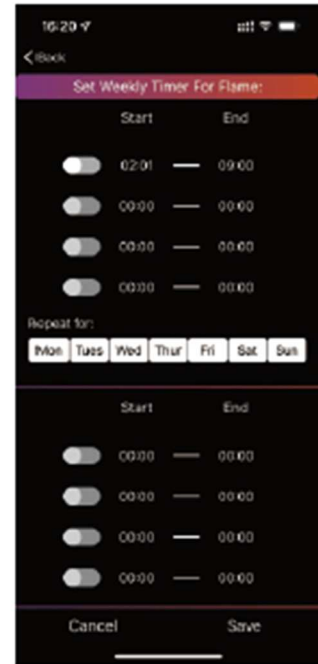 16:20
Back
Set Weekly Timer For Flame:
Start End
02:01 — 09:00
00:00 — 00:00
00:00 — 00:00
00:00 — 00:00
Repeat for:
Mon Tues Wed Thur Fri Sat Sun
Start End
00:00 — 00:00
00:00 — 00:00
00:00 — 00:00
00:00 — 00:00
Cancel Save